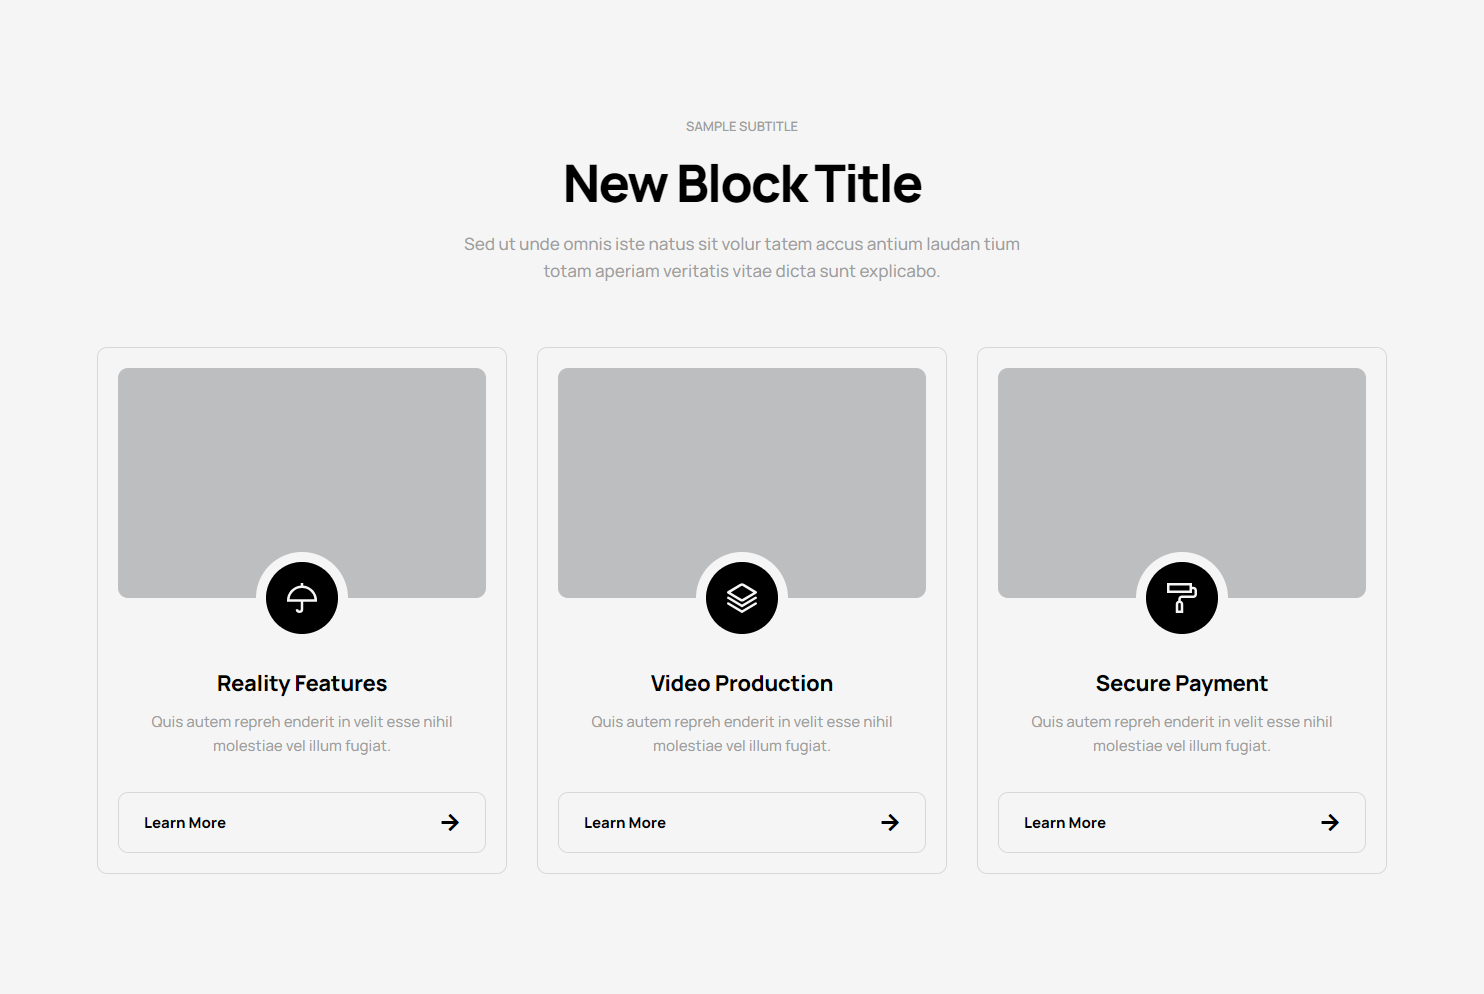 SAMPLE SUBTITLE
New Block Title
Sed ut unde omnis iste natus sit volur tatem accus antium laudan tium
totam aperiam veritatis vitae dicta sunt explicabo.
Reality Features
Quis autem repreh enderit in velit esse nihil
molestiae vel illum fugiat.
Learn More
Video Production
Quis autem repreh enderit in velit esse nihil
molestiae vel illum fugiat.
Learn More
Secure Payment
Quis autem repreh enderit in velit esse nihil
molestiae vel illum fugiat.
Learn More